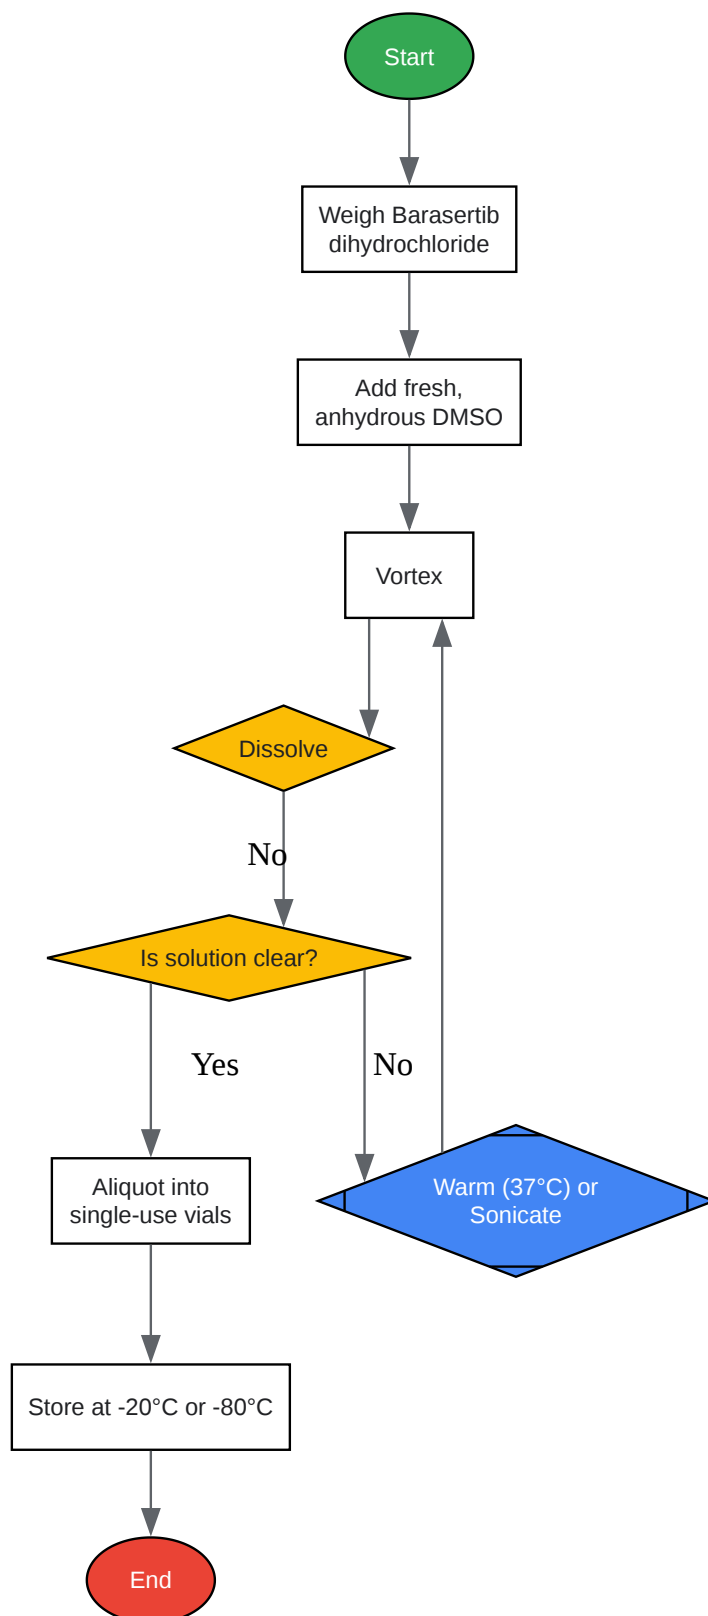 Start
Weigh Barasertib
dihydrochloride
Add fresh,
anhydrous DMSO
Vortex
Dissolve
No
Is solution clear?
Yes
No
Aliquot into
single-use vials
Warm (37°C) or
Sonicate
Store at -20°C or -80°C
End